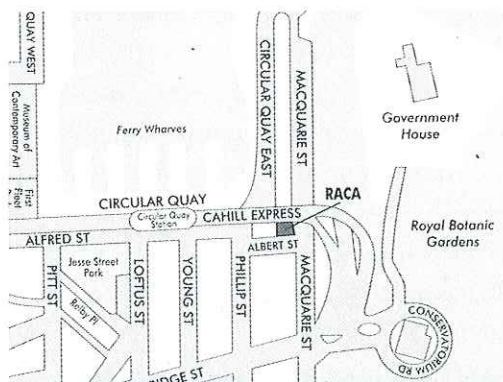 QUAY WEST
Museum of
Contemporary Art
First
Fleet
Ferry Wharves
CIRCULAR QUAY EAST
MACQUARIE ST
Government
House
CIRCULAR QUAY
RACA
Circular Quay
Station
CAHILL EXPRESS
ALFRED ST
ALBERT ST
Royal Botanic
Gardens
Jesse Street
Park
PITT ST
Reiby Pl
LOFTUS ST
YOUNG ST
PHILLIP ST
MACQUARIE ST
CONSERVATORIUM RD